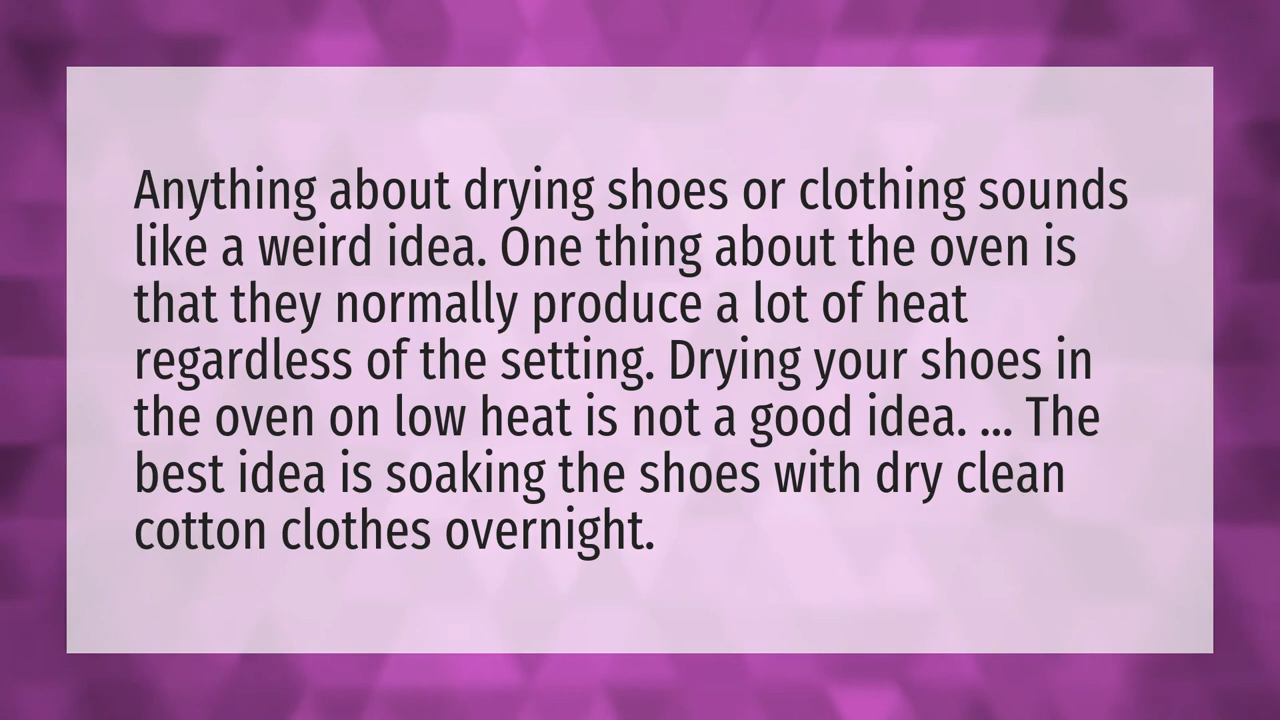 Anything about drying shoes or clothing sounds
like a weird idea. One thing about the oven is
that they normally produce a lot of heat
regardless of the setting. Drying your shoes in
the oven on low heat is not a good idea. ... The
best idea is soaking the shoes with dry clean
cotton clothes overnight.